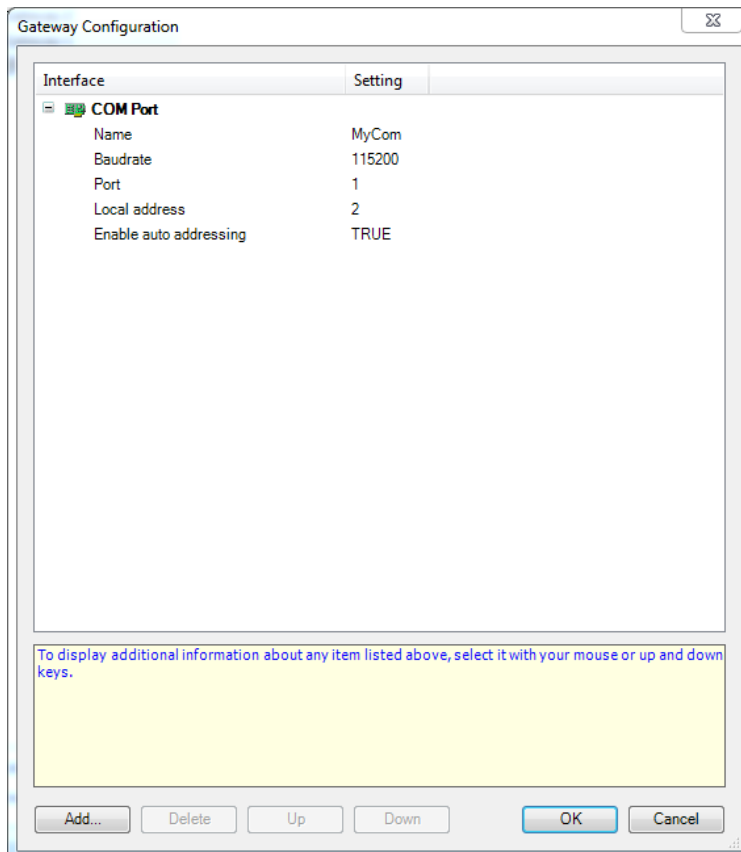 Gateway Configuration
Interface Setting
COM Port
Name MyCom
Baudrate 115200
Port 1
Local address 2
Enable auto addressing TRUE
To display additional information about any item listed above, select it with your mouse or up and down
keys.
Add... Delete Up Down OK Cancel